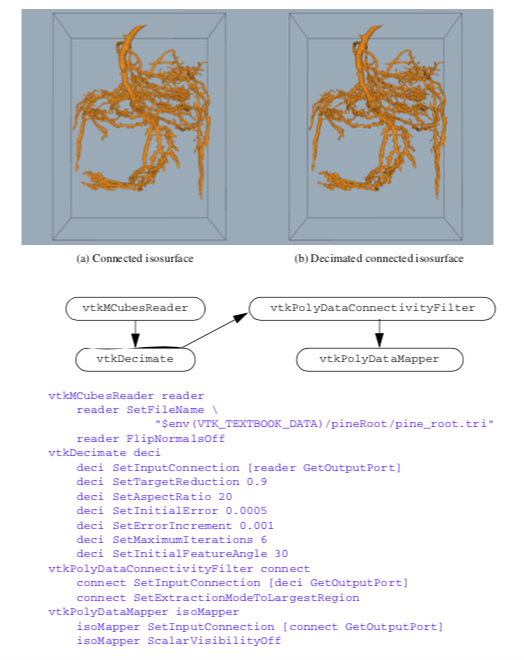 (a) Connected isosurface
(b) Decimated connected isosurface
vtkMCubesReader
vtkPolyDataConnectivityFilter
vtkDecimate
vtkPolyDataMapper
vtkMCubesReader reader
    reader SetFileName \
        "$env(VTK_TEXTBOOK_DATA)/pineRoot/pine_root.tri"
    reader FlipNormalsOff
vtkDecimate deci
    deci SetInputConnection [reader GetOutputPort]
    deci SetTargetReduction 0.9
    deci SetAspectRatio 20
    deci SetInitialError 0.0005
    deci SetErrorIncrement 0.001
    deci SetMaximumIterations 6
    deci SetInitialFeatureAngle 30
vtkPolyDataConnectivityFilter connect
    connect SetInputConnection [deci GetOutputPort]
    connect SetExtractionModeToLargestRegion
vtkPolyDataMapper isoMapper
    isoMapper SetInputConnection [connect GetOutputPort]
    isoMapper ScalarVisibilityOff